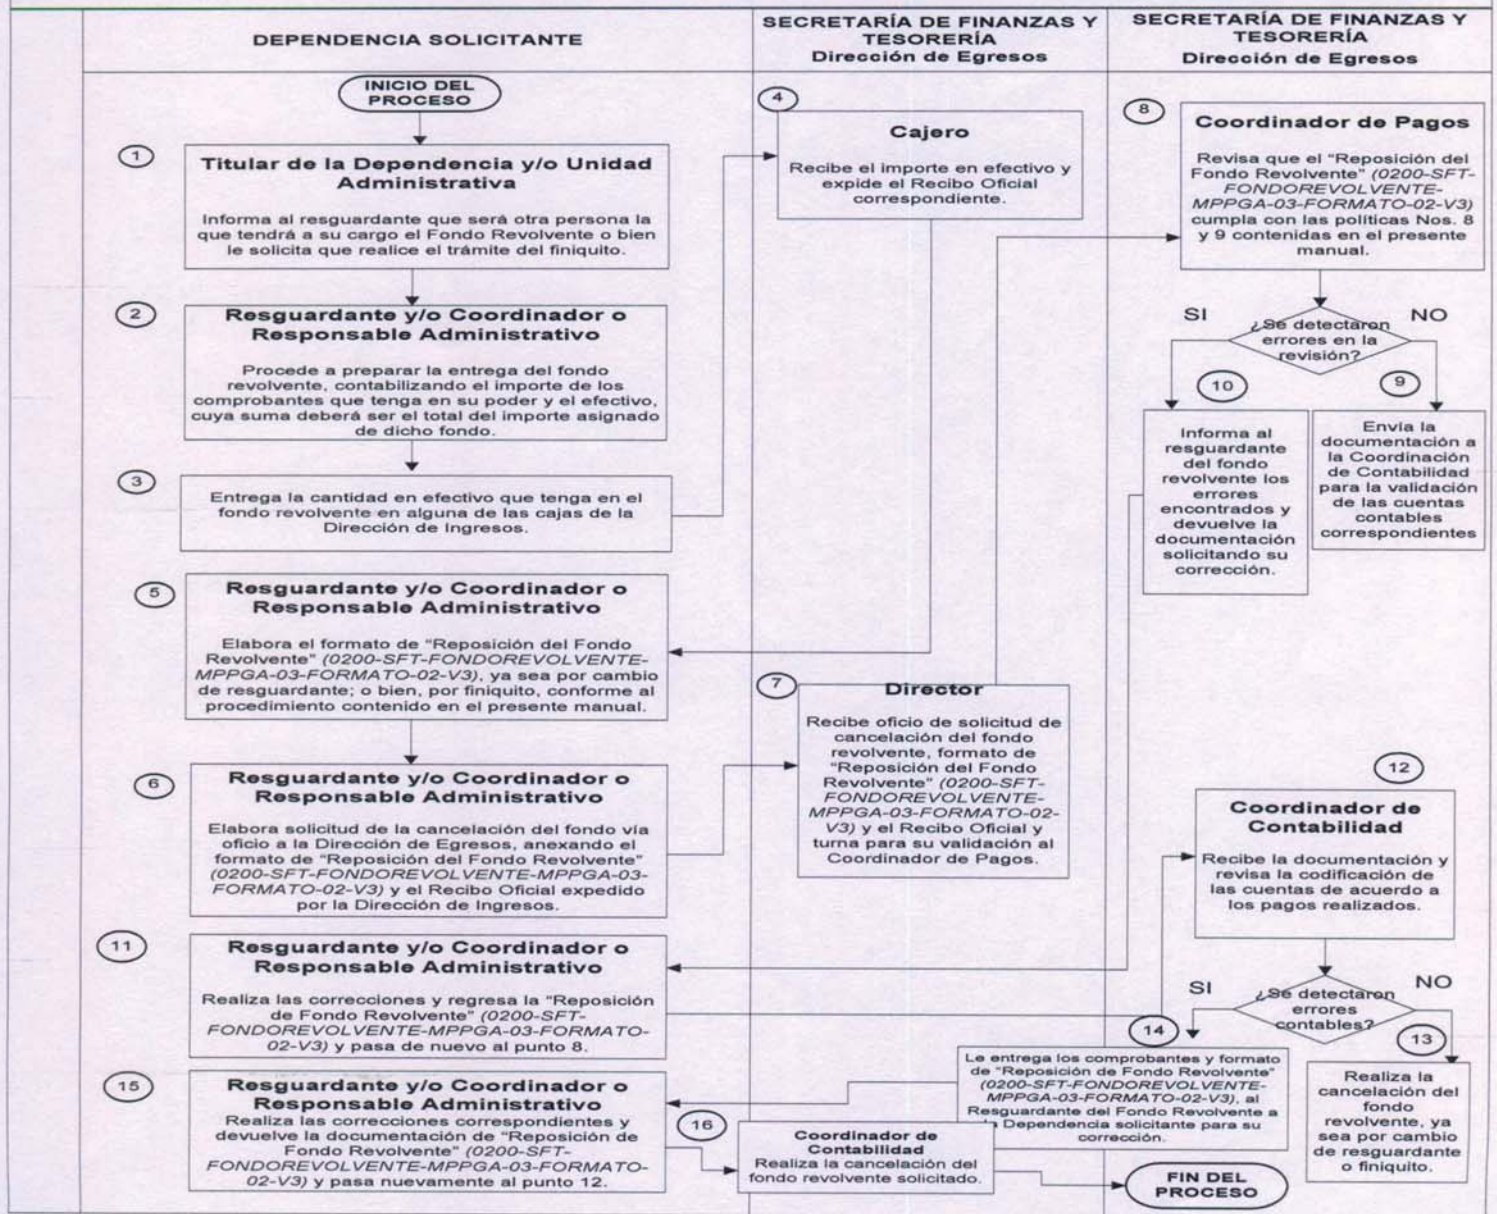 DEPENDENCIA SOLICITANTE
SECRETARÍA DE FINANZAS Y
TESORERÍA
Dirección de Egresos
SECRETARÍA DE FINANZAS Y
TESORERÍA
Dirección de Egresos
INICIO DEL
PROCESO
1
Titular de la Dependencia y/o Unidad
Administrativa
Informa al resguardante que será otra persona la
que tendrá a su cargo el Fondo Revolvente o bien
le solicita que realice el trámite del finiquito.
2
Resguardante y/o Coordinador o
Responsable Administrativo
Procede a preparar la entrega del fondo
revolvente, contabilizando el importe de los
comprobantes que tenga en su poder y el efectivo,
cuya suma deberá ser el total del importe asignado
de dicho fondo.
3
Entrega la cantidad en efectivo que tenga en el
fondo revolvente en alguna de las cajas de la
Dirección de Ingresos.
4
Cajero
Recibe el importe en efectivo y
expide el Recibo Oficial
correspondiente.
5
Resguardante y/o Coordinador o
Responsable Administrativo
Elabora el formato de "Reposición del Fondo
Revolvente" (0200-SFT-FONDOREVOLVENTE-
MPPGA-03-FORMATO-02-V3), ya sea por cambio
de resguardante; o bien, por finiquito, conforme al
procedimiento contenido en el presente manual.
6
Resguardante y/o Coordinador o
Responsable Administrativo
Elabora solicitud de la cancelación del fondo vía
oficio a la Dirección de Egresos, anexando el
formato de "Reposición del Fondo Revolvente"
(0200-SFT-FONDOREVOLVENTE-MPPGA-03-
FORMATO-02-V3) y el Recibo Oficial expedido
por la Dirección de Ingresos.
7
Director
Recibe oficio de solicitud de
cancelación del fondo
revolvente, formato de
"Reposición del Fondo
Revolvente" (0200-SFT-
FONDOREVOLVENTE-
MPPGA-03-FORMATO-02-
V3) y el Recibo Oficial y
turna para su validación al
Coordinador de Pagos.
8
Coordinador de Pagos
Revisa que el "Reposición del
Fondo Revolvente" (0200-SFT-
FONDOREVOLVENTE-
MPPGA-03-FORMATO-02-V3)
cumpla con las políticas Nos. 8
y 9 contenidas en el presente
manual.
SI
¿Se detectaron
errores en la
revisión?
NO
10
Informa al
resguardante
del fondo
revolvente los
errores
encontrados y
devuelve la
documentación
solicitando su
corrección.
9
Envía la
documentación a
la Coordinación
de Contabilidad
para la validación
de las cuentas
contables
correspondientes
11
Resguardante y/o Coordinador o
Responsable Administrativo
Realiza las correcciones y regresa la "Reposición
de Fondo Revolvente" (0200-SFT-
FONDOREVOLVENTE-MPPGA-03-FORMATO-
02-V3) y pasa de nuevo al punto 8.
12
Coordinador de
Contabilidad
Recibe la documentación y
revisa la codificación de
las cuentas de acuerdo a
los pagos realizados.
SI
¿Se detectaron
errores
contables?
NO
13
Realiza la
cancelación del
fondo
revolvente, ya
sea por cambio
de resguardante
o finiquito.
14
Le entrega los comprobantes y formato
de "Reposición de Fondo Revolvente"
(0200-SFT-FONDOREVOLVENTE-
MPPGA-03-FORMATO-02-V3), al
Resguardante del Fondo Revolvente a
Dependencia solicitante para su
corrección.
15
Resguardante y/o Coordinador o
Responsable Administrativo
Realiza las correcciones correspondientes y
devuelve la documentación de "Reposición de
Fondo Revolvente" (0200-SFT-
FONDOREVOLVENTE-MPPGA-03-FORMATO-
02-V3) y pasa nuevamente al punto 12.
16
Coordinador de
Contabilidad
Realiza la cancelación del
fondo revolvente solicitado.
FIN DEL
PROCESO